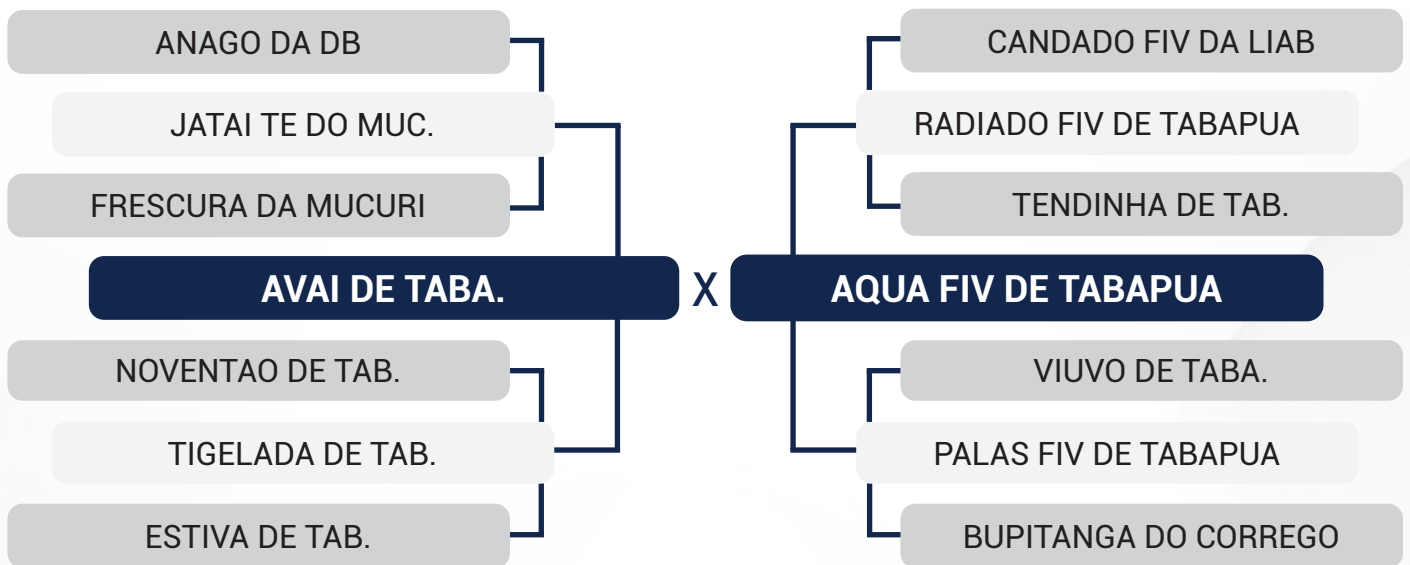 ANAGO DA DB
JATAI TE DO MUC.
FRESCURA DA MUCURI
AVAI DE TABA.
NOVENTAO DE TAB.
TIGELADA DE TAB.
ESTIVA DE TAB.
X
CANDADO FIV DA LIAB
RADIADO FIV DE TABAPUA
TENDINHA DE TAB.
AQUA FIV DE TABAPUA
VIUVO DE TABA.
PALAS FIV DE TABAPUA
BUPITANGA DO CORREGO